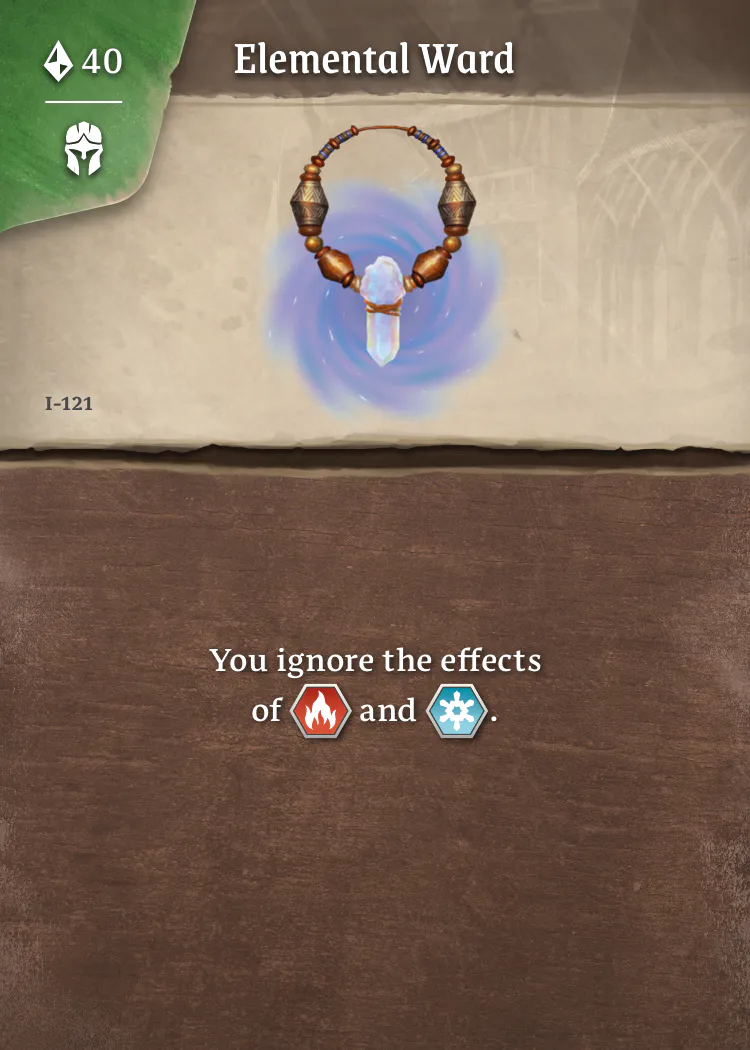 40
Elemental Ward
I-121
You ignore the effects
of and .